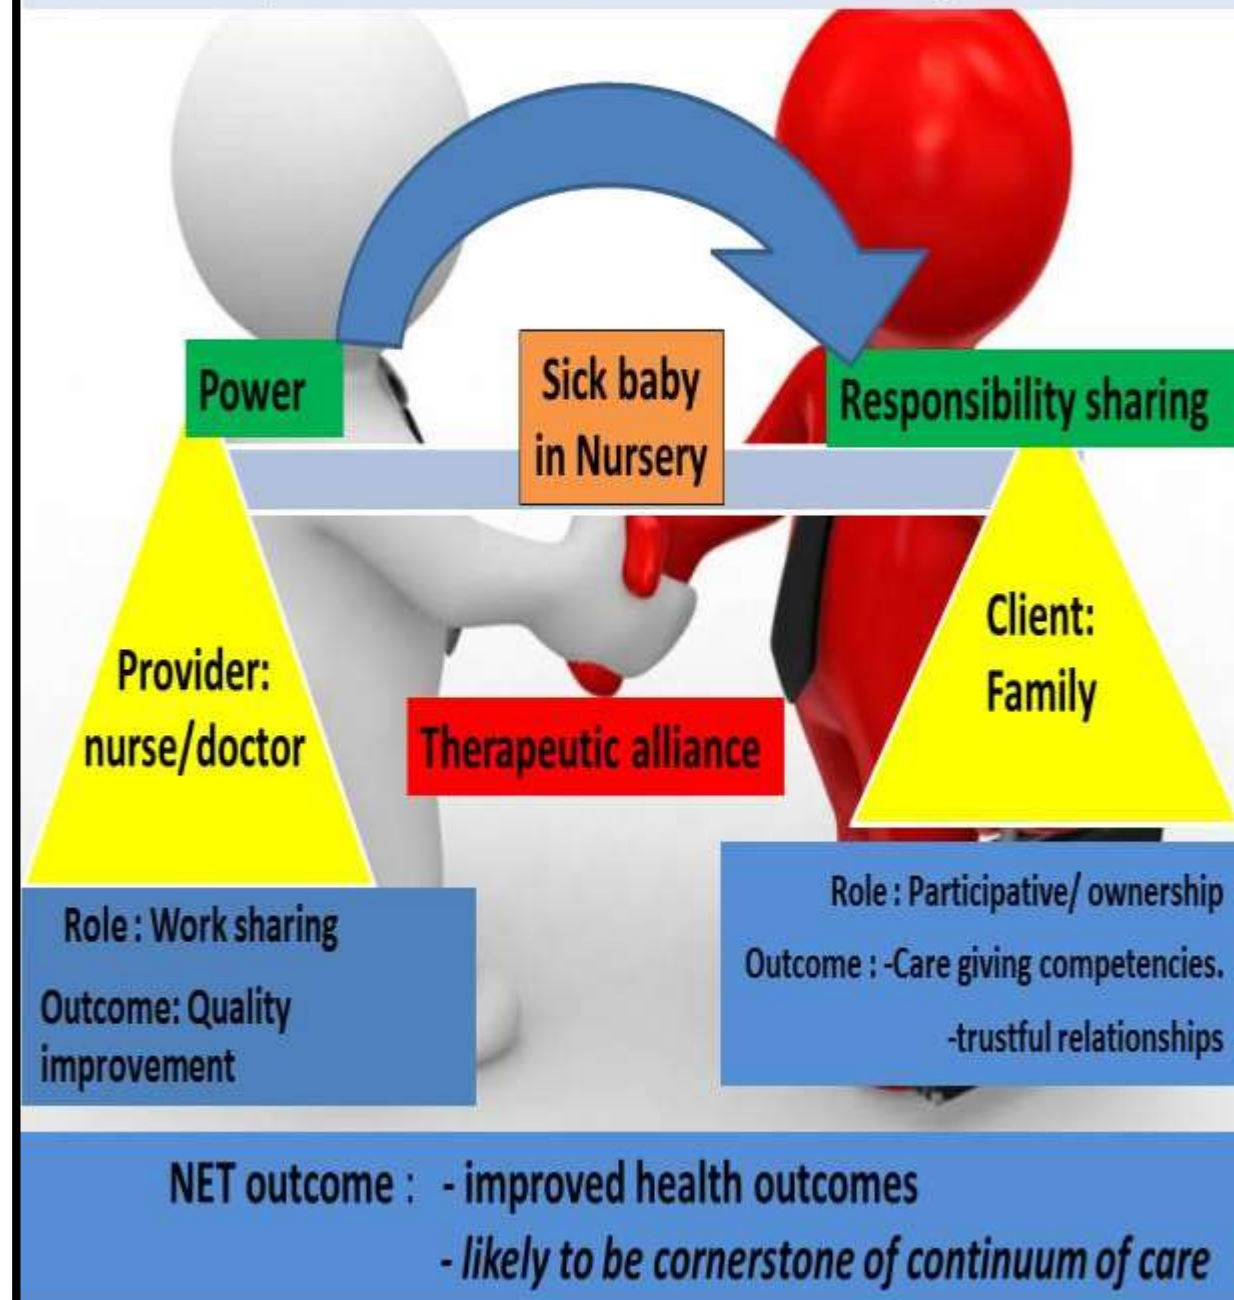 Power
Sick baby
in Nursery
Responsibility sharing
Provider:
nurse/doctor
Client:
Family
Therapeutic alliance
Role : Work sharing
Outcome: Quality
improvement
Role : Participative/ ownership
Outcome : -Care giving competencies.
-trustful relationships
NET outcome : - improved health outcomes
- likely to be cornerstone of continuum of care